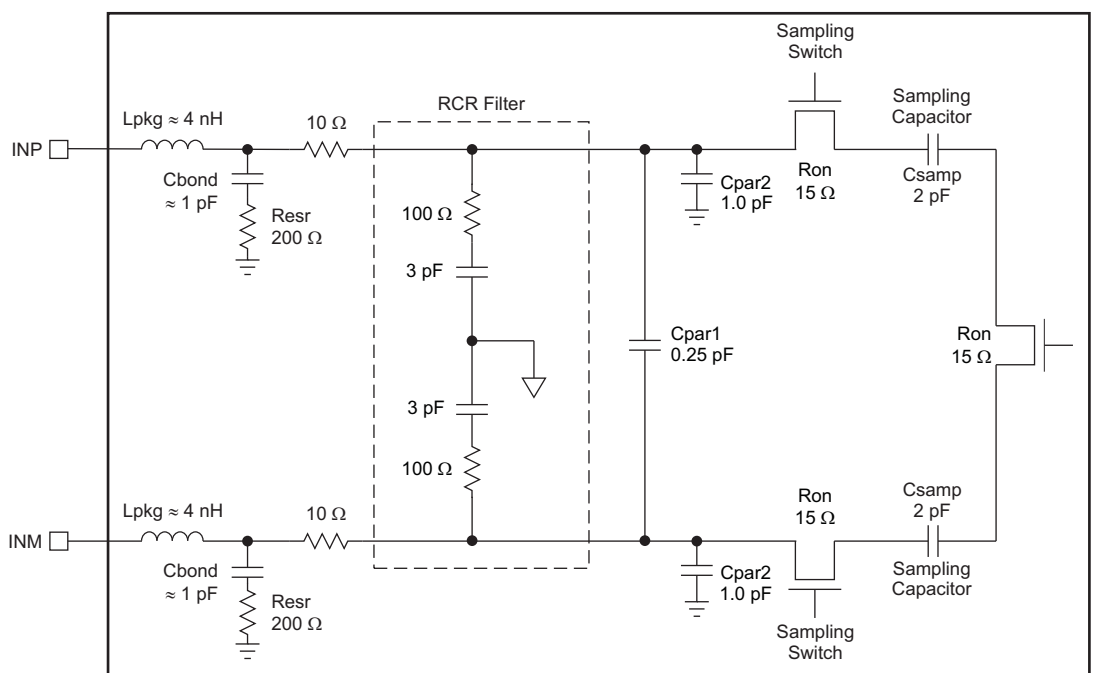 Sampling
Switch
Lpkg ≈ 4 nH
10 Ω
RCR Filter
Sampling
Capacitor
INP
Cbond
≈ 1 pF
Resr
200 Ω
100 Ω
3 pF
Cpar2
1.0 pF
Ron
15 Ω
Csamp
2 pF
Cpar1
0.25 pF
Ron
15 Ω
3 pF
100 Ω
Lpkg ≈ 4 nH
10 Ω
Ron
15 Ω
Csamp
2 pF
INM
Cbond
≈ 1 pF
Resr
200 Ω
Cpar2
1.0 pF
Sampling
Capacitor
Sampling
Switch